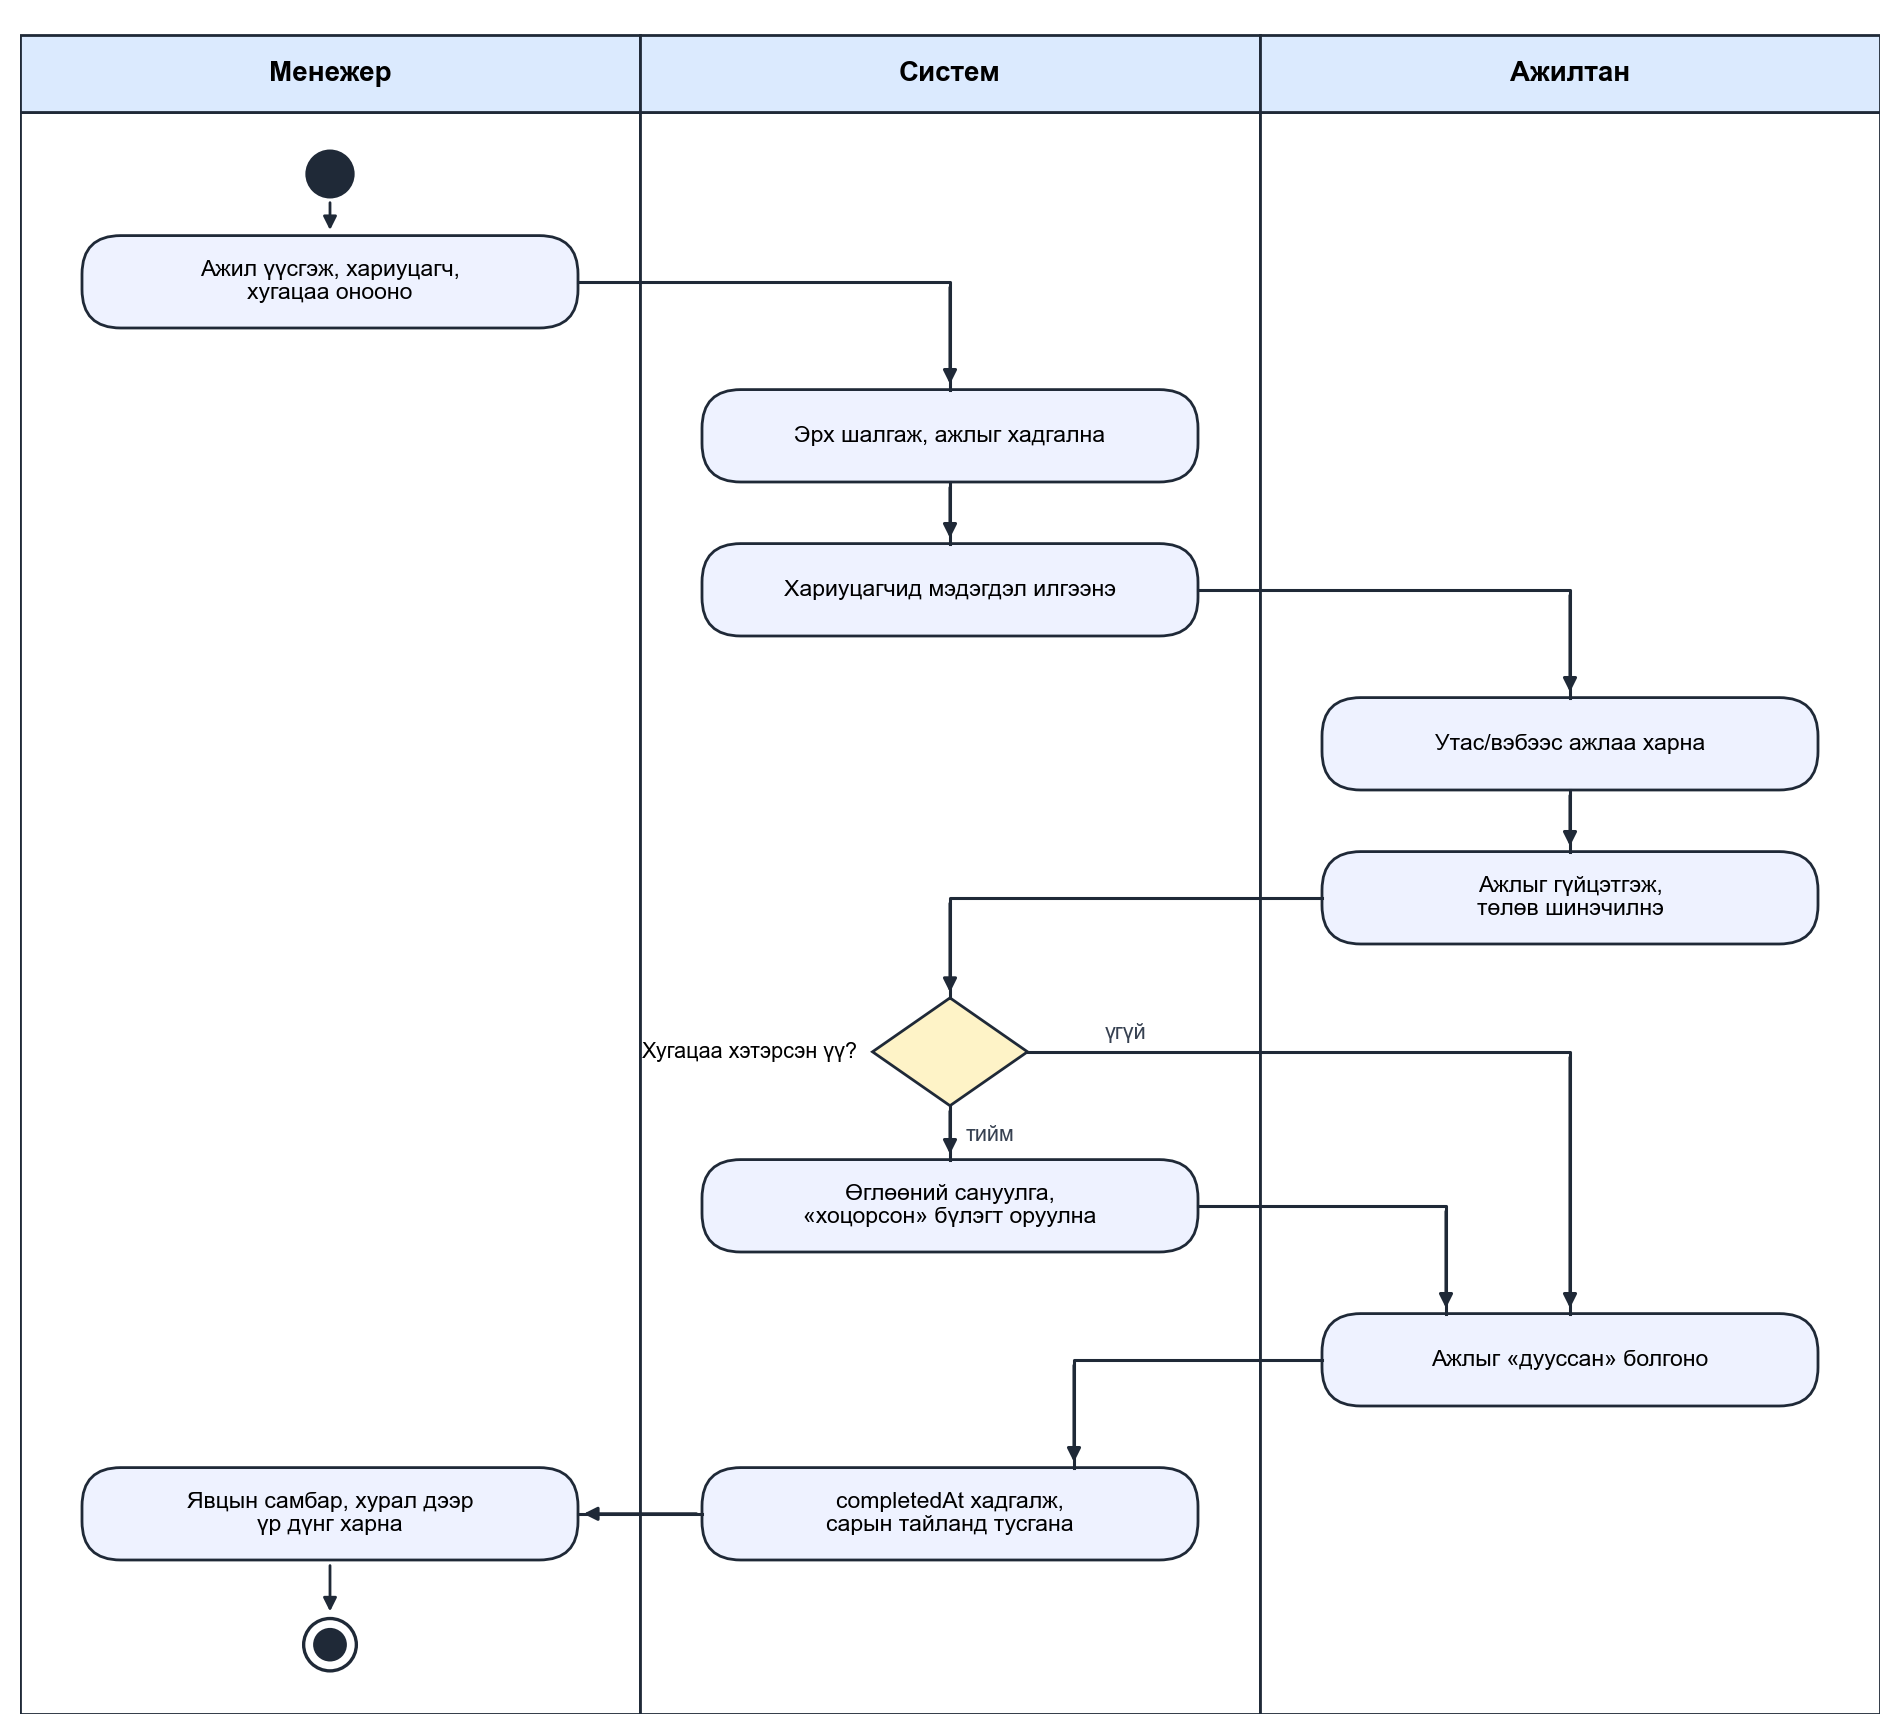 Менежер
Систем
Ажилтан
Ажил үүсгэж, хариуцагч,
хугацаа онооно
Эрх шалгаж, ажлыг хадгална
Хариуцагчид мэдэгдэл илгээнэ
Утас/вэбээс ажлаа харна
Ажлыг гүйцэтгэж,
төлөв шинэчилнэ
Хугацаа хэтэрсэн үү?
үгүй
тийм
Өглөөний сануулга,
«хоцорсон» бүлэгт оруулна
Ажлыг «дууссан» болгоно
Явцын самбар, хурал дээр
үр дүнг харна
completedAt хадгалж,
сарын тайланд тусгана